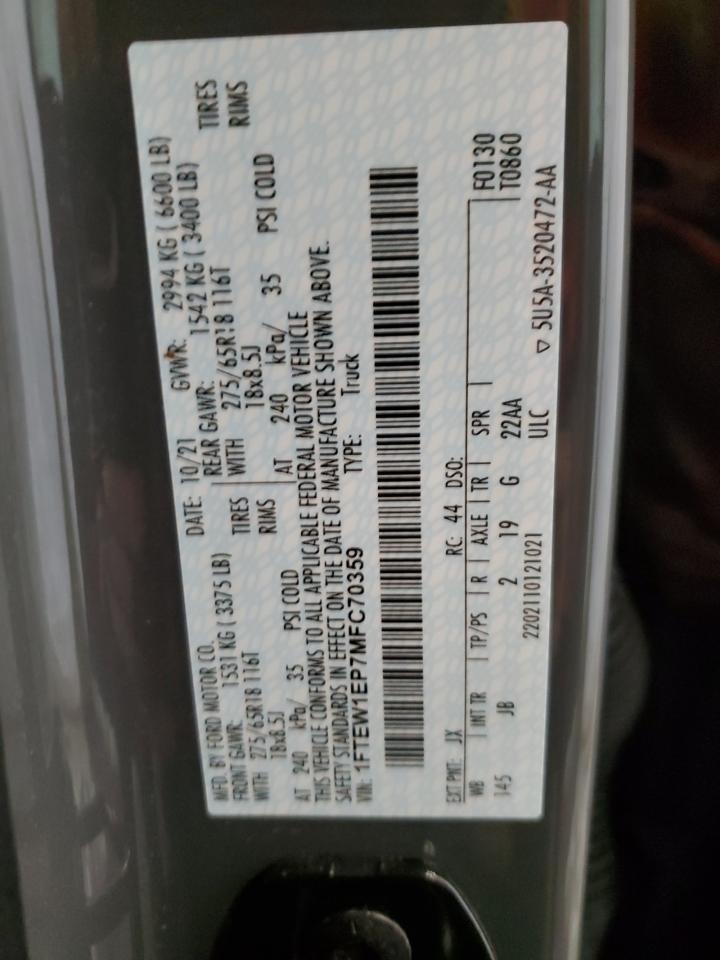 MFD. BY FORD MOTOR CO.
DATE: 10/21 GVWR: 2994 KG ( 6600 LB)
FRONT GAWR: 1531 KG ( 3375 LB) REAR GAWR: 1542 KG ( 3400 LB)
WITH 275/65R18 116T TIRES WITH 275/65R18 116T TIRES
18x8.5J RIMS 18x8.5J RIMS
AT 240 kPa/ 35 PSI COLD AT 240 kPa/ 35 PSI COLD
THIS VEHICLE CONFORMS TO ALL APPLICABLE FEDERAL MOTOR VEHICLE
SAFETY STANDARDS IN EFFECT ON THE DATE OF MANUFACTURE SHOWN ABOVE.
VIN: 1FTEW1EP7MFC70359 TYPE: Truck
EXT PNT: JX RC: 44 DSO:
WB INT TR TP/PS R AXLE TR SPR F0130
145 JB 2 19 G 22AA T0860
2202110121021 ULC
▽ 5U5A-3520472-AA